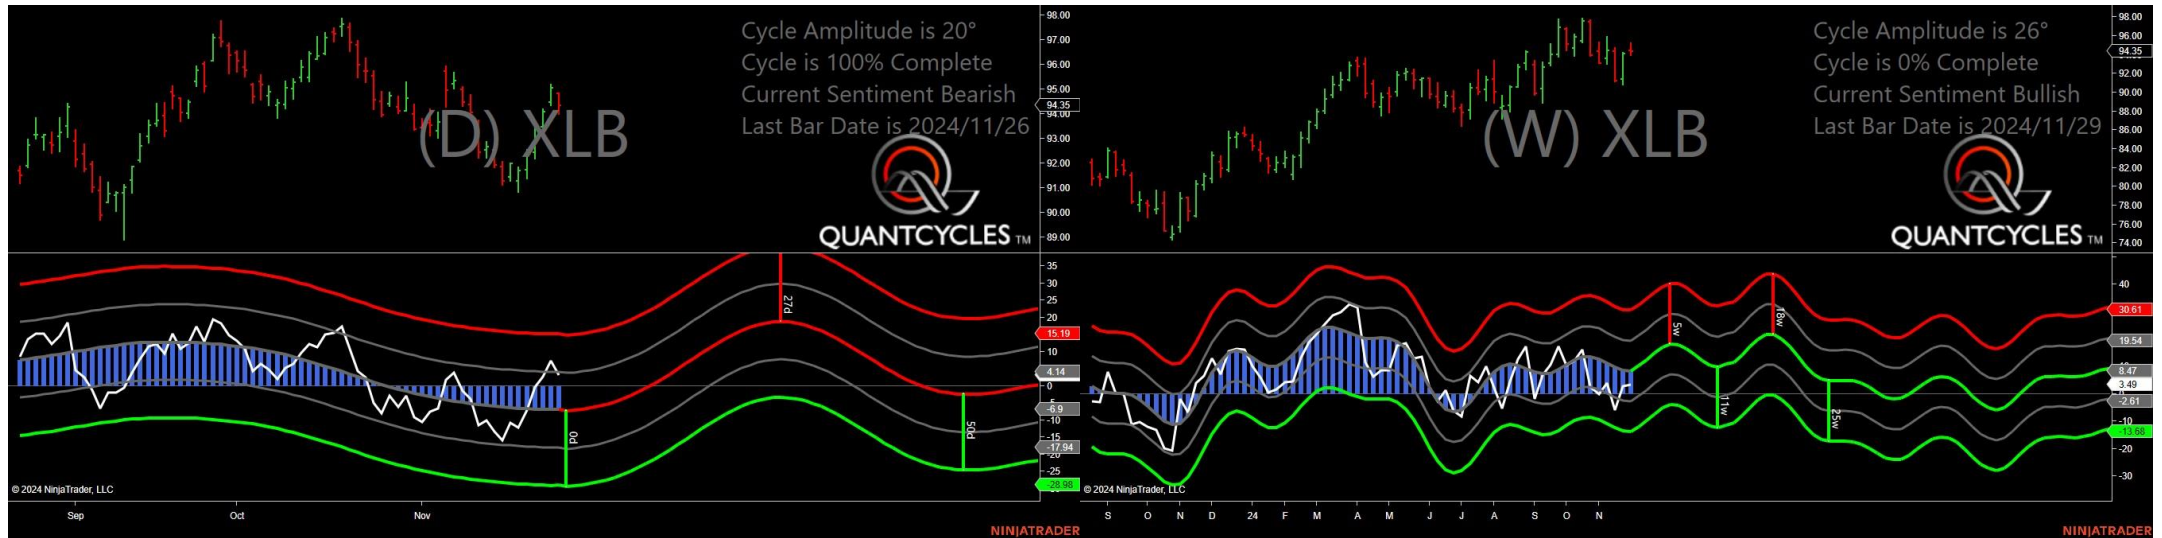 Cycle Amplitude is 20°
Cycle is 100% Complete
Current Sentiment Bearish
Last Bar Date is 2024/11/26
(D) XLB
QUANTCYCLES TM
98.00
97.00
96.00
95.00
94.35
94.00
93.00
92.00
91.00
90.00
89.00
35
30
25
20
15.19
10
4.14
0
-6.9
-10
-15
-17.94
-20
-25
-28.98
27d
0d
50d
© 2024 NinjaTrader, LLC
Sep Oct Nov
NINJATRADER
Cycle Amplitude is 26°
Cycle is 0% Complete
Current Sentiment Bullish
Last Bar Date is 2024/11/29
(W) XLB
QUANTCYCLES TM
98.00
96.00
94.35
92.00
90.00
88.00
86.00
84.00
82.00
80.00
78.00
76.00
74.00
40
30.61
19.54
8.47
3.49
-2.61
-10
-13.68
-20
-30
5w
11w
18w
25w
© 2024 NinjaTrader, LLC
S O N D 24 F M A M J J A S O N
NINJATRADER